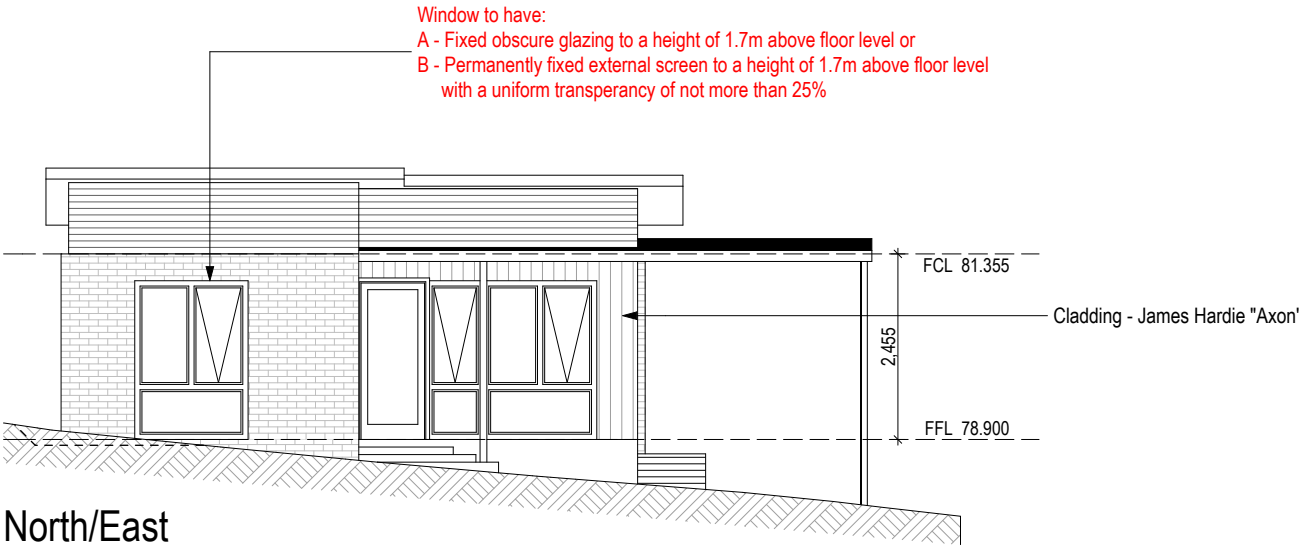 Window to have:
A - Fixed obscure glazing to a height of 1.7m above floor level or
B - Permanently fixed external screen to a height of 1.7m above floor level
with a uniform transperancy of not more than 25%
FCL 81.355
Cladding - James Hardie "Axon'
2,455
FFL 78.900
North/East